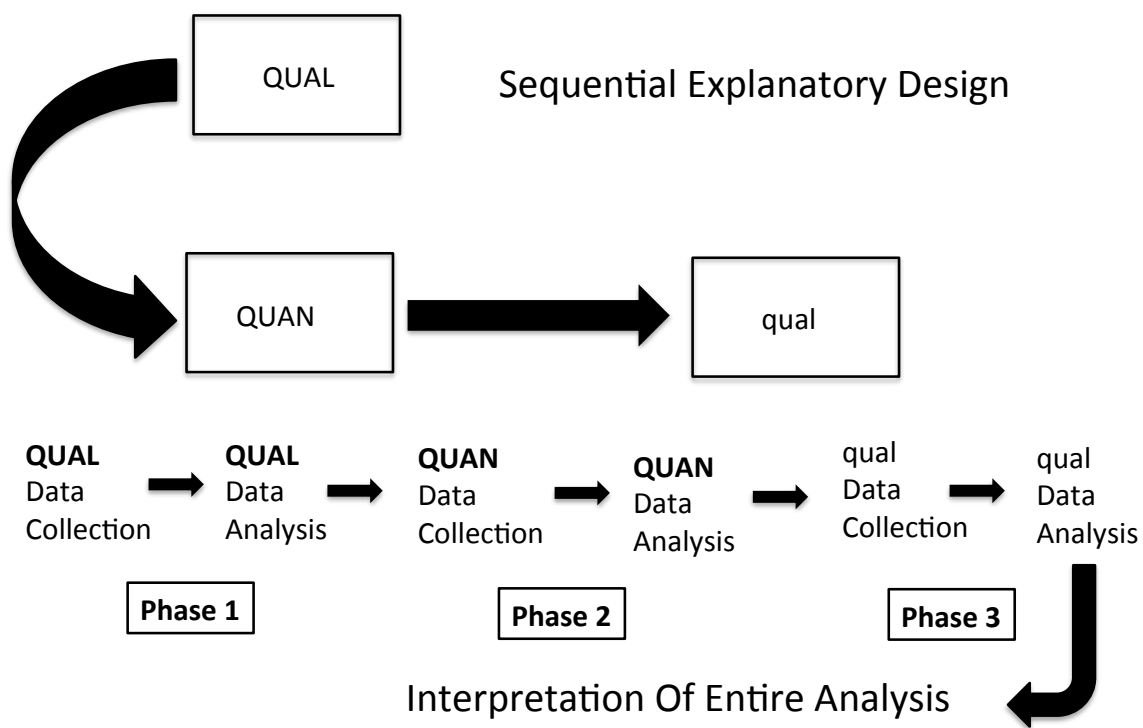 QUAL
Sequential Explanatory Design
QUAN
qual
QUAL
Data
Collection
QUAL
Data
Analysis
QUAN
Data
Collection
QUAN
Data
Analysis
qual
Data
Collection
qual
Data
Analysis
Phase 1
Phase 2
Phase 3
Interpretation Of Entire Analysis